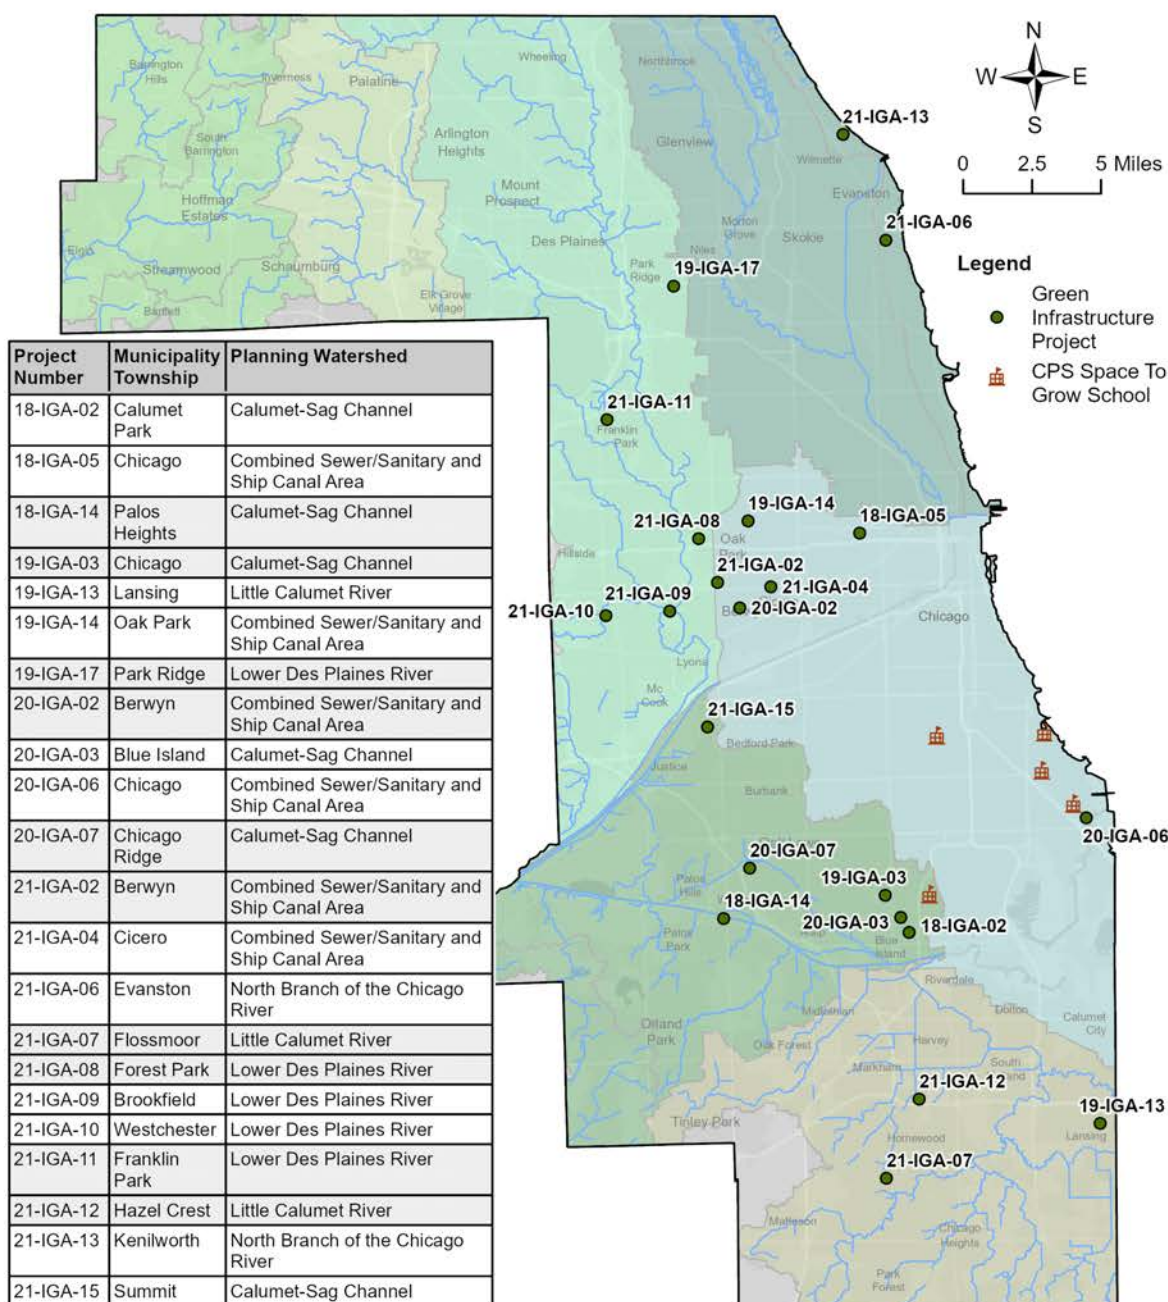 N
W E
S
0 2.5 5 Miles
Legend
Green
Infrastructure
Project
CPS Space To
Grow School
Project
Number
Municipality
Township
Planning Watershed
18-IGA-02 Calumet
Park
Calumet-Sag Channel
18-IGA-05 Chicago Combined Sewer/Sanitary and
Ship Canal Area
18-IGA-14 Palos
Heights
Calumet-Sag Channel
19-IGA-03 Chicago Calumet-Sag Channel
19-IGA-13 Lansing Little Calumet River
19-IGA-14 Oak Park Combined Sewer/Sanitary and
Ship Canal Area
19-IGA-17 Park Ridge Lower Des Plaines River
20-IGA-02 Berwyn Combined Sewer/Sanitary and
Ship Canal Area
20-IGA-03 Blue Island Calumet-Sag Channel
20-IGA-06 Chicago Combined Sewer/Sanitary and
Ship Canal Area
20-IGA-07 Chicago
Ridge
Calumet-Sag Channel
21-IGA-02 Berwyn Combined Sewer/Sanitary and
Ship Canal Area
21-IGA-04 Cicero Combined Sewer/Sanitary and
Ship Canal Area
21-IGA-06 Evanston North Branch of the Chicago
River
21-IGA-07 Flossmoor Little Calumet River
21-IGA-08 Forest Park Lower Des Plaines River
21-IGA-09 Brookfield Lower Des Plaines River
21-IGA-10 Westchester Lower Des Plaines River
21-IGA-11 Franklin
Park
Lower Des Plaines River
21-IGA-12 Hazel Crest Little Calumet River
21-IGA-13 Kenilworth North Branch of the Chicago
River
21-IGA-15 Summit Calumet-Sag Channel
Barrington
Hills
Inverness
Palatine
Wheeling
Northbrook
21-IGA-13
South
Barrington
Arlington
Heights
Glenview
Wilmette
Hoffman
Estates
Mount
Prospect
Evanston
Morton
Grove
Skokie
21-IGA-06
Elgin
Streamwood
Schaumburg
Des Plaines
Niles
Park
Ridge
19-IGA-17
Bartlett
Elk Grove
Village
21-IGA-11
Franklin
Park
19-IGA-14
18-IGA-05
21-IGA-08
Oak
Park
Hillside
21-IGA-02
21-IGA-04
21-IGA-09
20-IGA-02
21-IGA-10
Chicago
Lyons
Mc
Cook
21-IGA-15
Bedford Park
Justice
Burbank
20-IGA-06
20-IGA-07
Palos
Hills
19-IGA-03
18-IGA-14
20-IGA-03
18-IGA-02
Palos
Park
Alsip
Blue
Island
Riverdale
Midlothian
Dolton
Calumet
City
Orland
Park
Oak Forest
Harvey
Markham
South
21-IGA-12
19-IGA-13
Tinley Park
Homewood
Lansing
21-IGA-07
Matteson
Chicago
Heights
Park
Forest